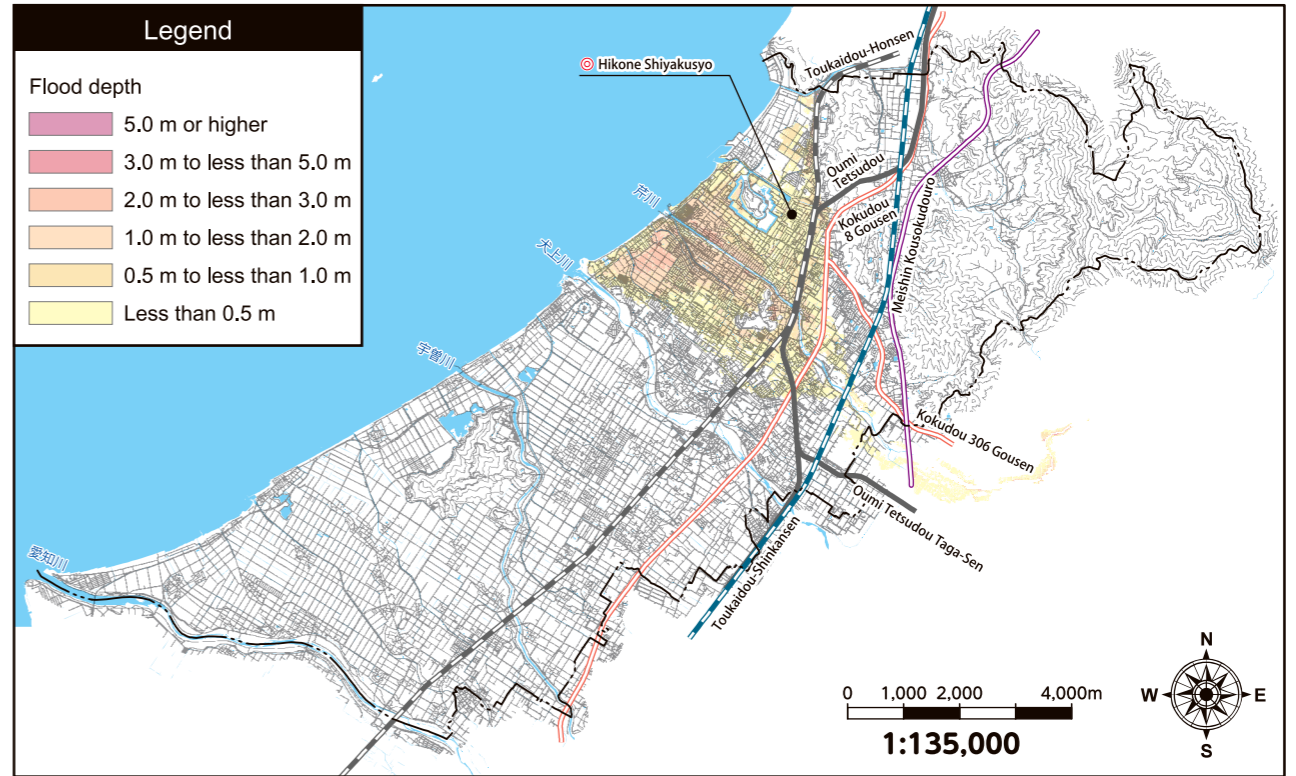 Legend
Flood depth
5.0 m or higher
3.0 m to less than 5.0 m
2.0 m to less than 3.0 m
1.0 m to less than 2.0 m
0.5 m to less than 1.0 m
Less than 0.5 m
◎ Hikone Shiyakusyo
Toukaidou-Honsen
Oumi
Tetsudou
Kokudou
8 Gousen
Meishin Kousokudouro
芹川
犬上川
宇曽川
愛知川
Kokudou 306 Gousen
Oumi Tetsudou Taga-Sen
Toukaidou-Shinkansen
0 1,000 2,000 4,000m
1:135,000
N
W E
S